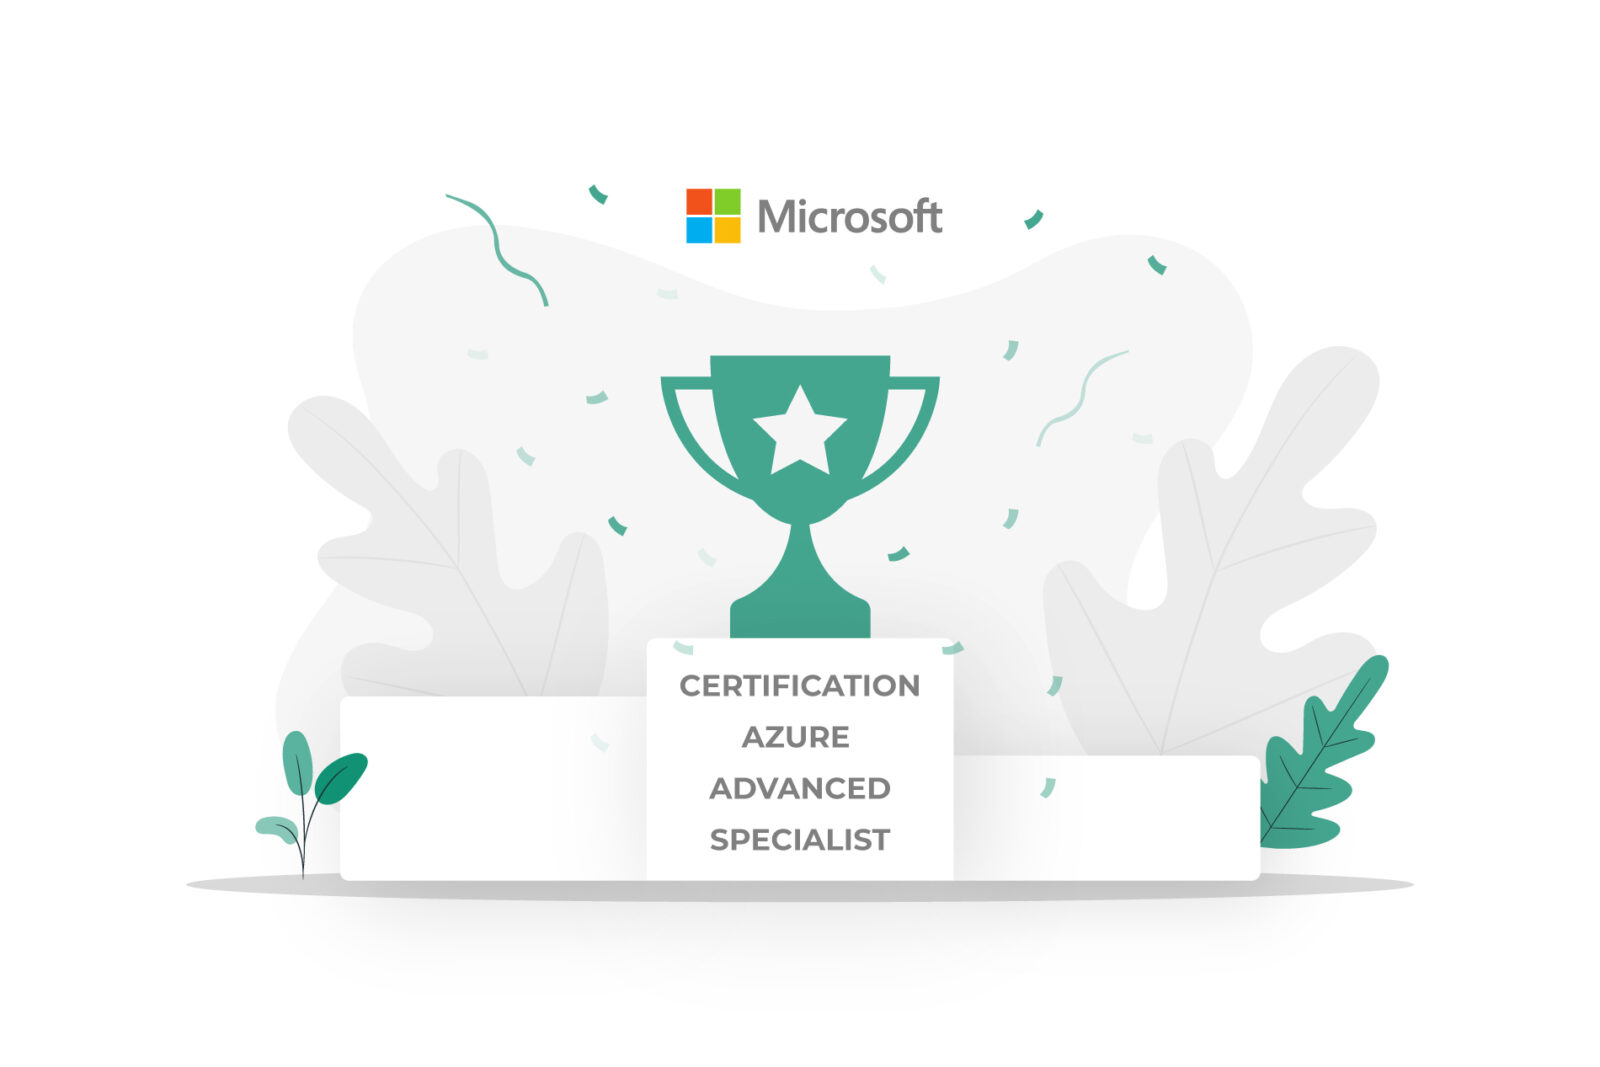 Microsoft
CERTIFICATION
AZURE
ADVANCED
SPECIALIST